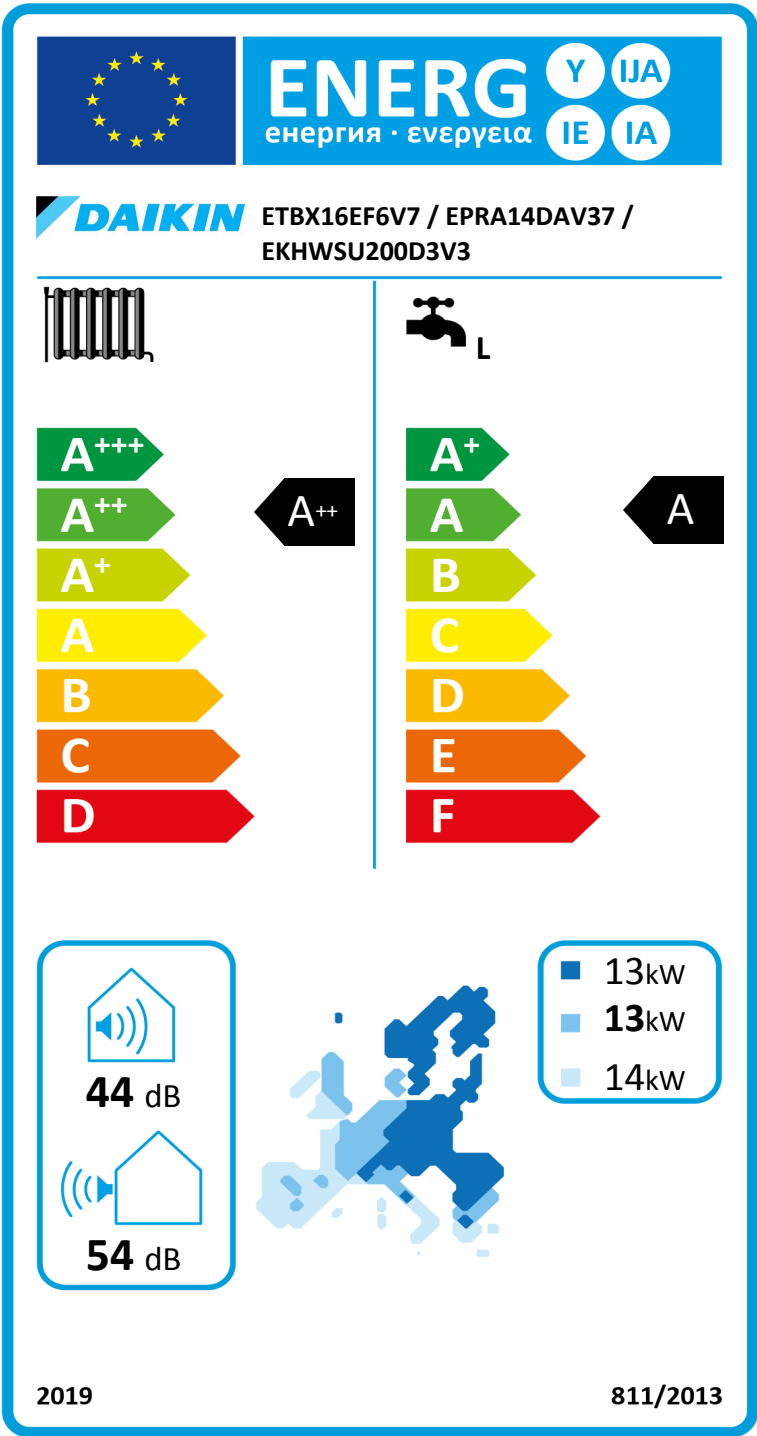 ENERG
енергия · ενεργεια
Y IJA
IE IA
DAIKIN
ETBX16EF6V7 / EPRA14DAV37 /
EKHWSU200D3V3
L
A+++
A++
A+
A
B
C
D
A++
A+
A
B
C
D
E
F
A
44 dB
54 dB
13kW
13kW
14kW
2019
811/2013